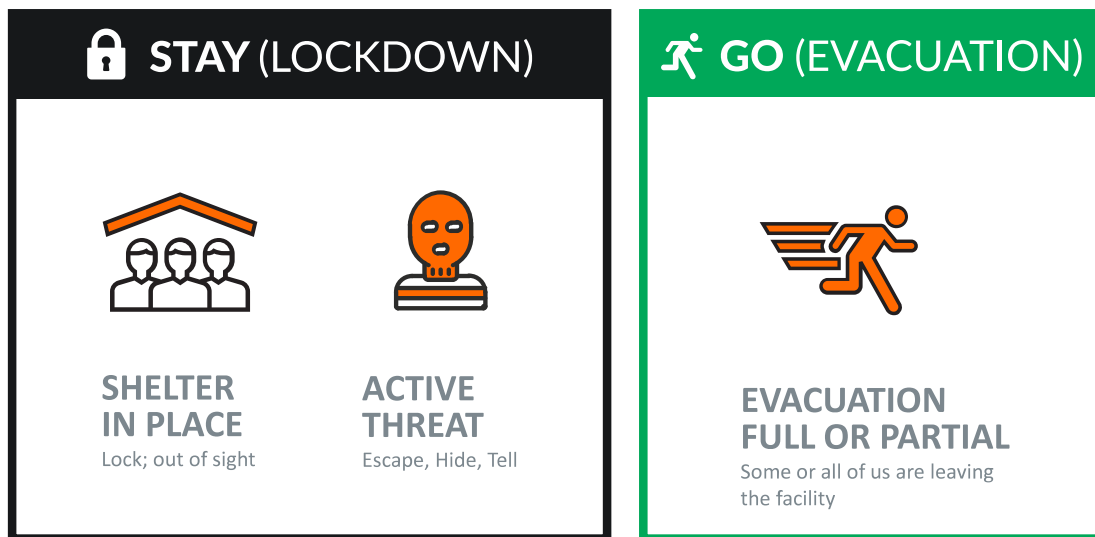 STAY (LOCKDOWN)
SHELTER
IN PLACE
Lock; out of sight
ACTIVE
THREAT
Escape, Hide, Tell
GO (EVACUATION)
EVACUATION
FULL OR PARTIAL
Some or all of us are leaving
the facility